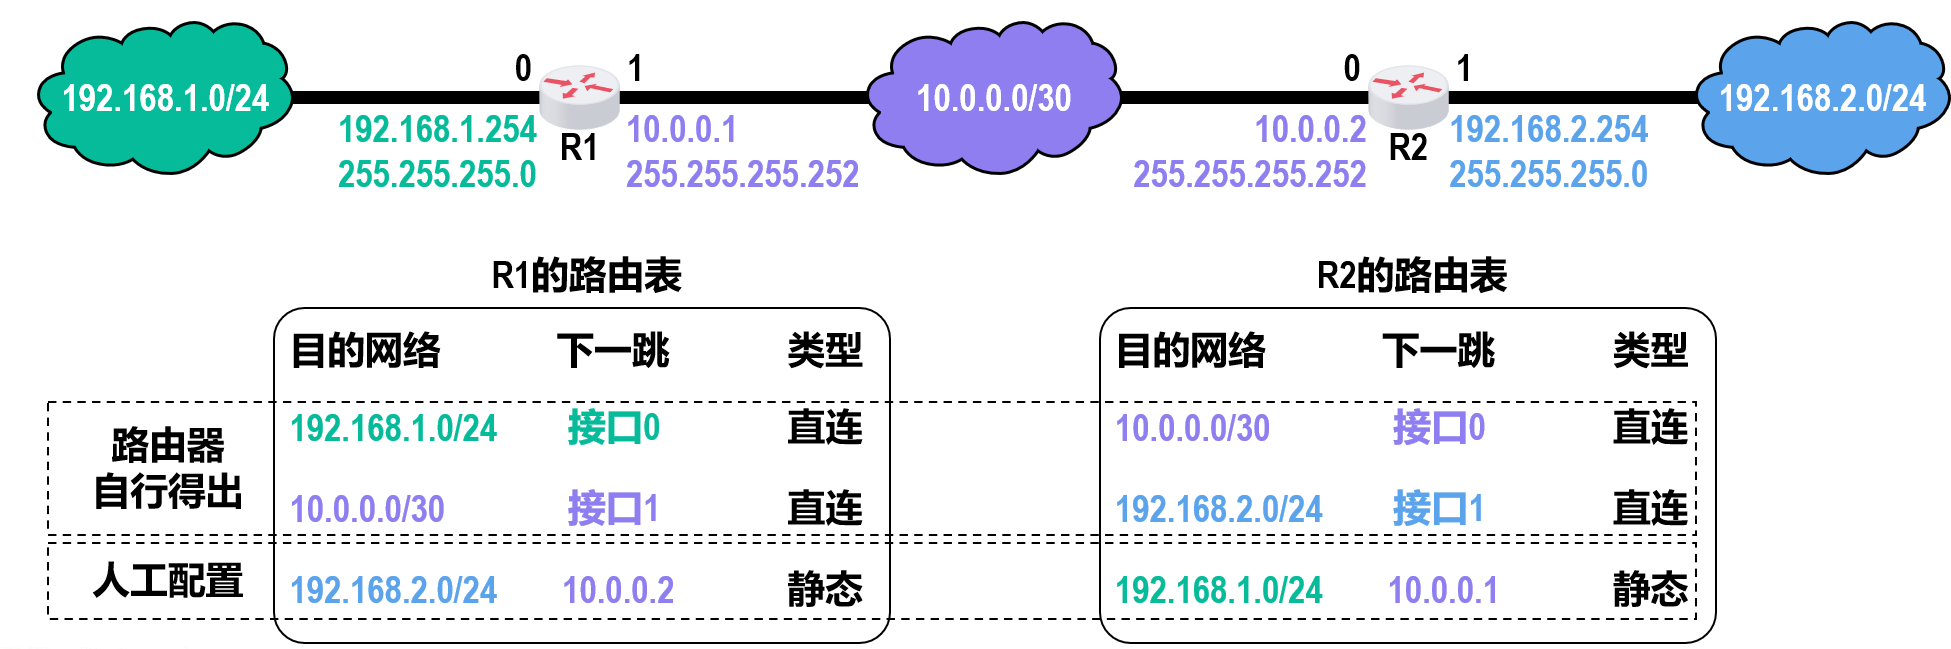 192.168.1.0/24
0
1
10.0.0.0/30
0
1
192.168.2.0/24
192.168.1.254
255.255.255.0
R1
10.0.0.1
255.255.255.252
10.0.0.2
255.255.255.252
R2
192.168.2.254
255.255.255.0
R1的路由表
R2的路由表
目的网络 下一跳 类型
目的网络 下一跳 类型
路由器
自行得出
192.168.1.0/24 接口0 直连
10.0.0.0/30 接口0 直连
10.0.0.0/30 接口1 直连
192.168.2.0/24 接口1 直连
人工配置
192.168.2.0/24 10.0.0.2 静态
192.168.1.0/24 10.0.0.1 静态